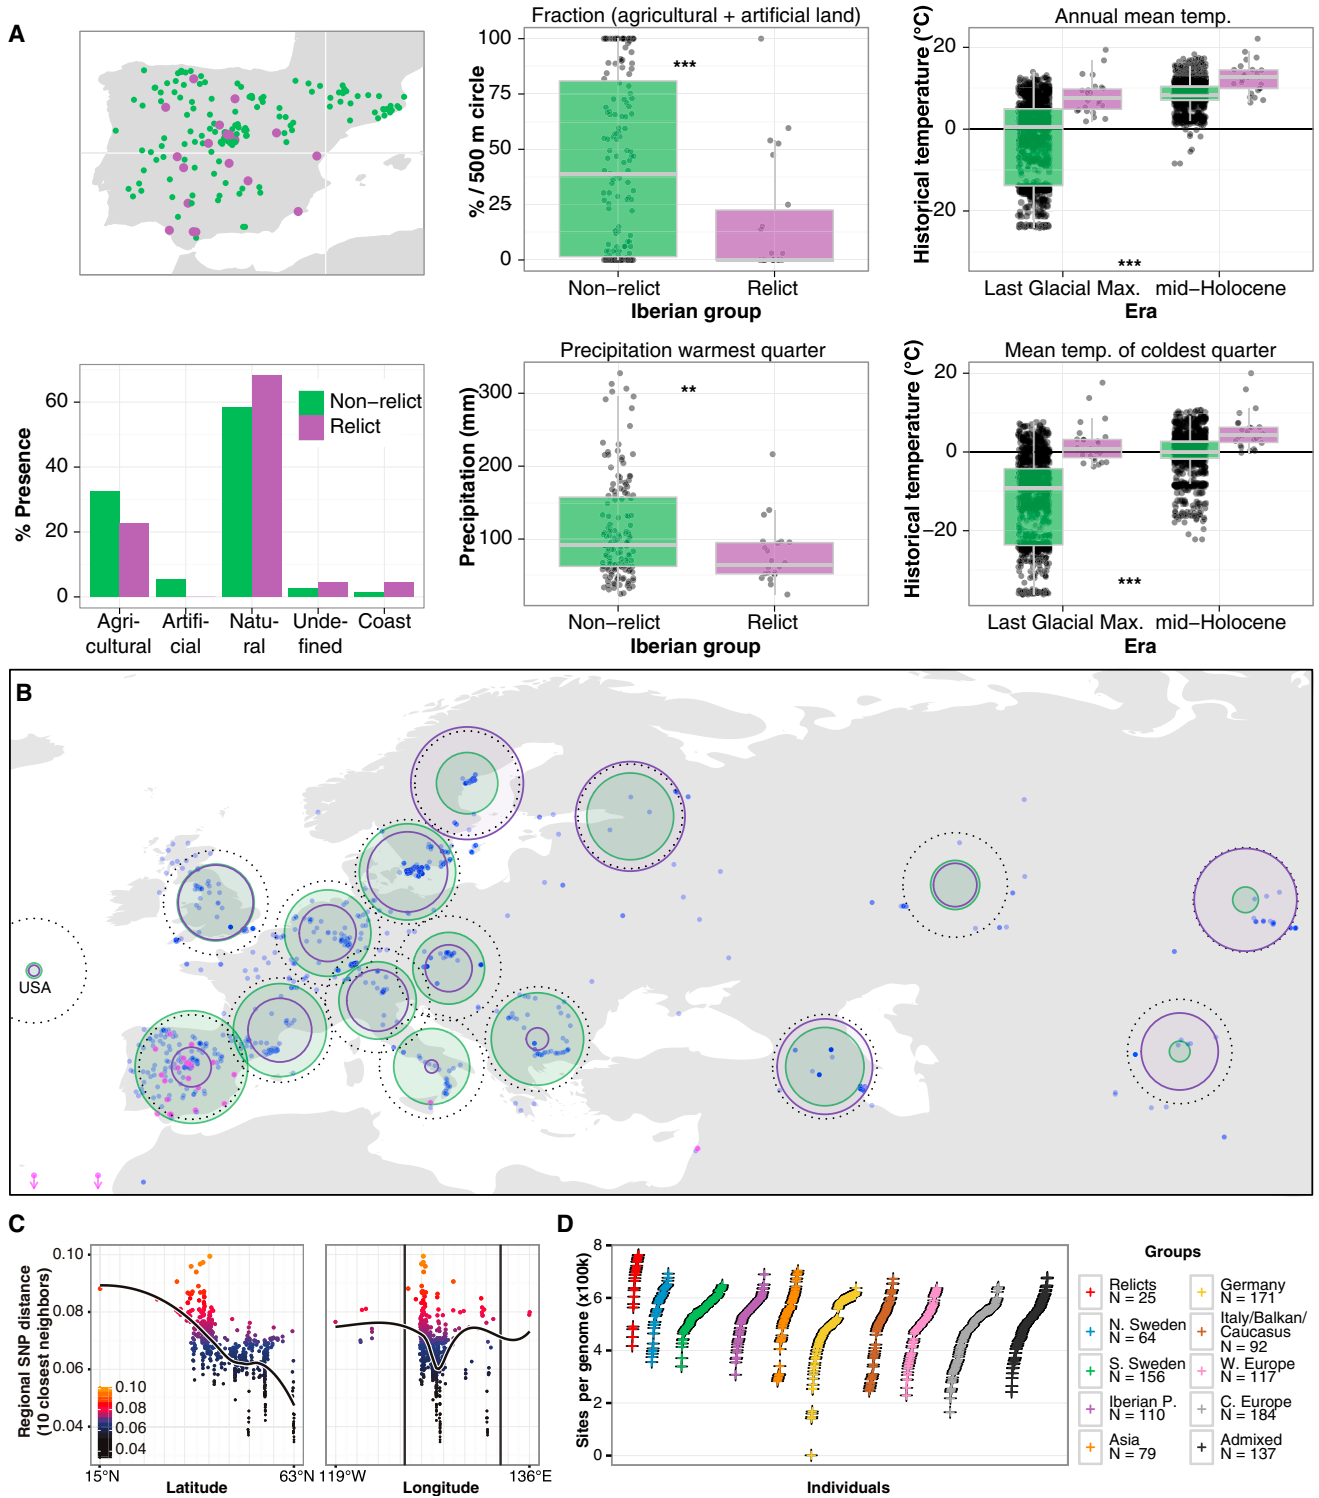 A
Fraction (agricultural + artificial land)
% / 500 m circle
100
75
50
25
0
***
Non−relict
Relict
Iberian group
Annual mean temp.
Historical temperature (°C)
20
0
20
***
Last Glacial Max.
mid−Holocene
Era
% Presence
60
40
20
0
Non−relict
Relict
Agri-
cultural
Artifi-
cial
Natu-
ral
Unde-
fined
Coast
Precipitation warmest quarter
Precipitation (mm)
300
200
100
**
Non−relict
Relict
Iberian group
Mean temp. of coldest quarter
Historical temperature (°C)
20
0
−20
***
Last Glacial Max.
mid−Holocene
Era
B
USA
C
Regional SNP distance
(10 closest neighbors)
0.10
0.08
0.06
0.04
0.10
0.08
0.06
0.04
15°N
63°N
Latitude
119°W
136°E
Longitude
D
Sites per genome (x100k)
8
6
4
2
0
Individuals
Groups
Relicts
N = 25
N. Sweden
N = 64
S. Sweden
N = 156
Iberian P.
N = 110
Asia
N = 79
Germany
N = 171
Italy/Balkan/
Caucasus
N = 92
W. Europe
N = 117
C. Europe
N = 184
Admixed
N = 137